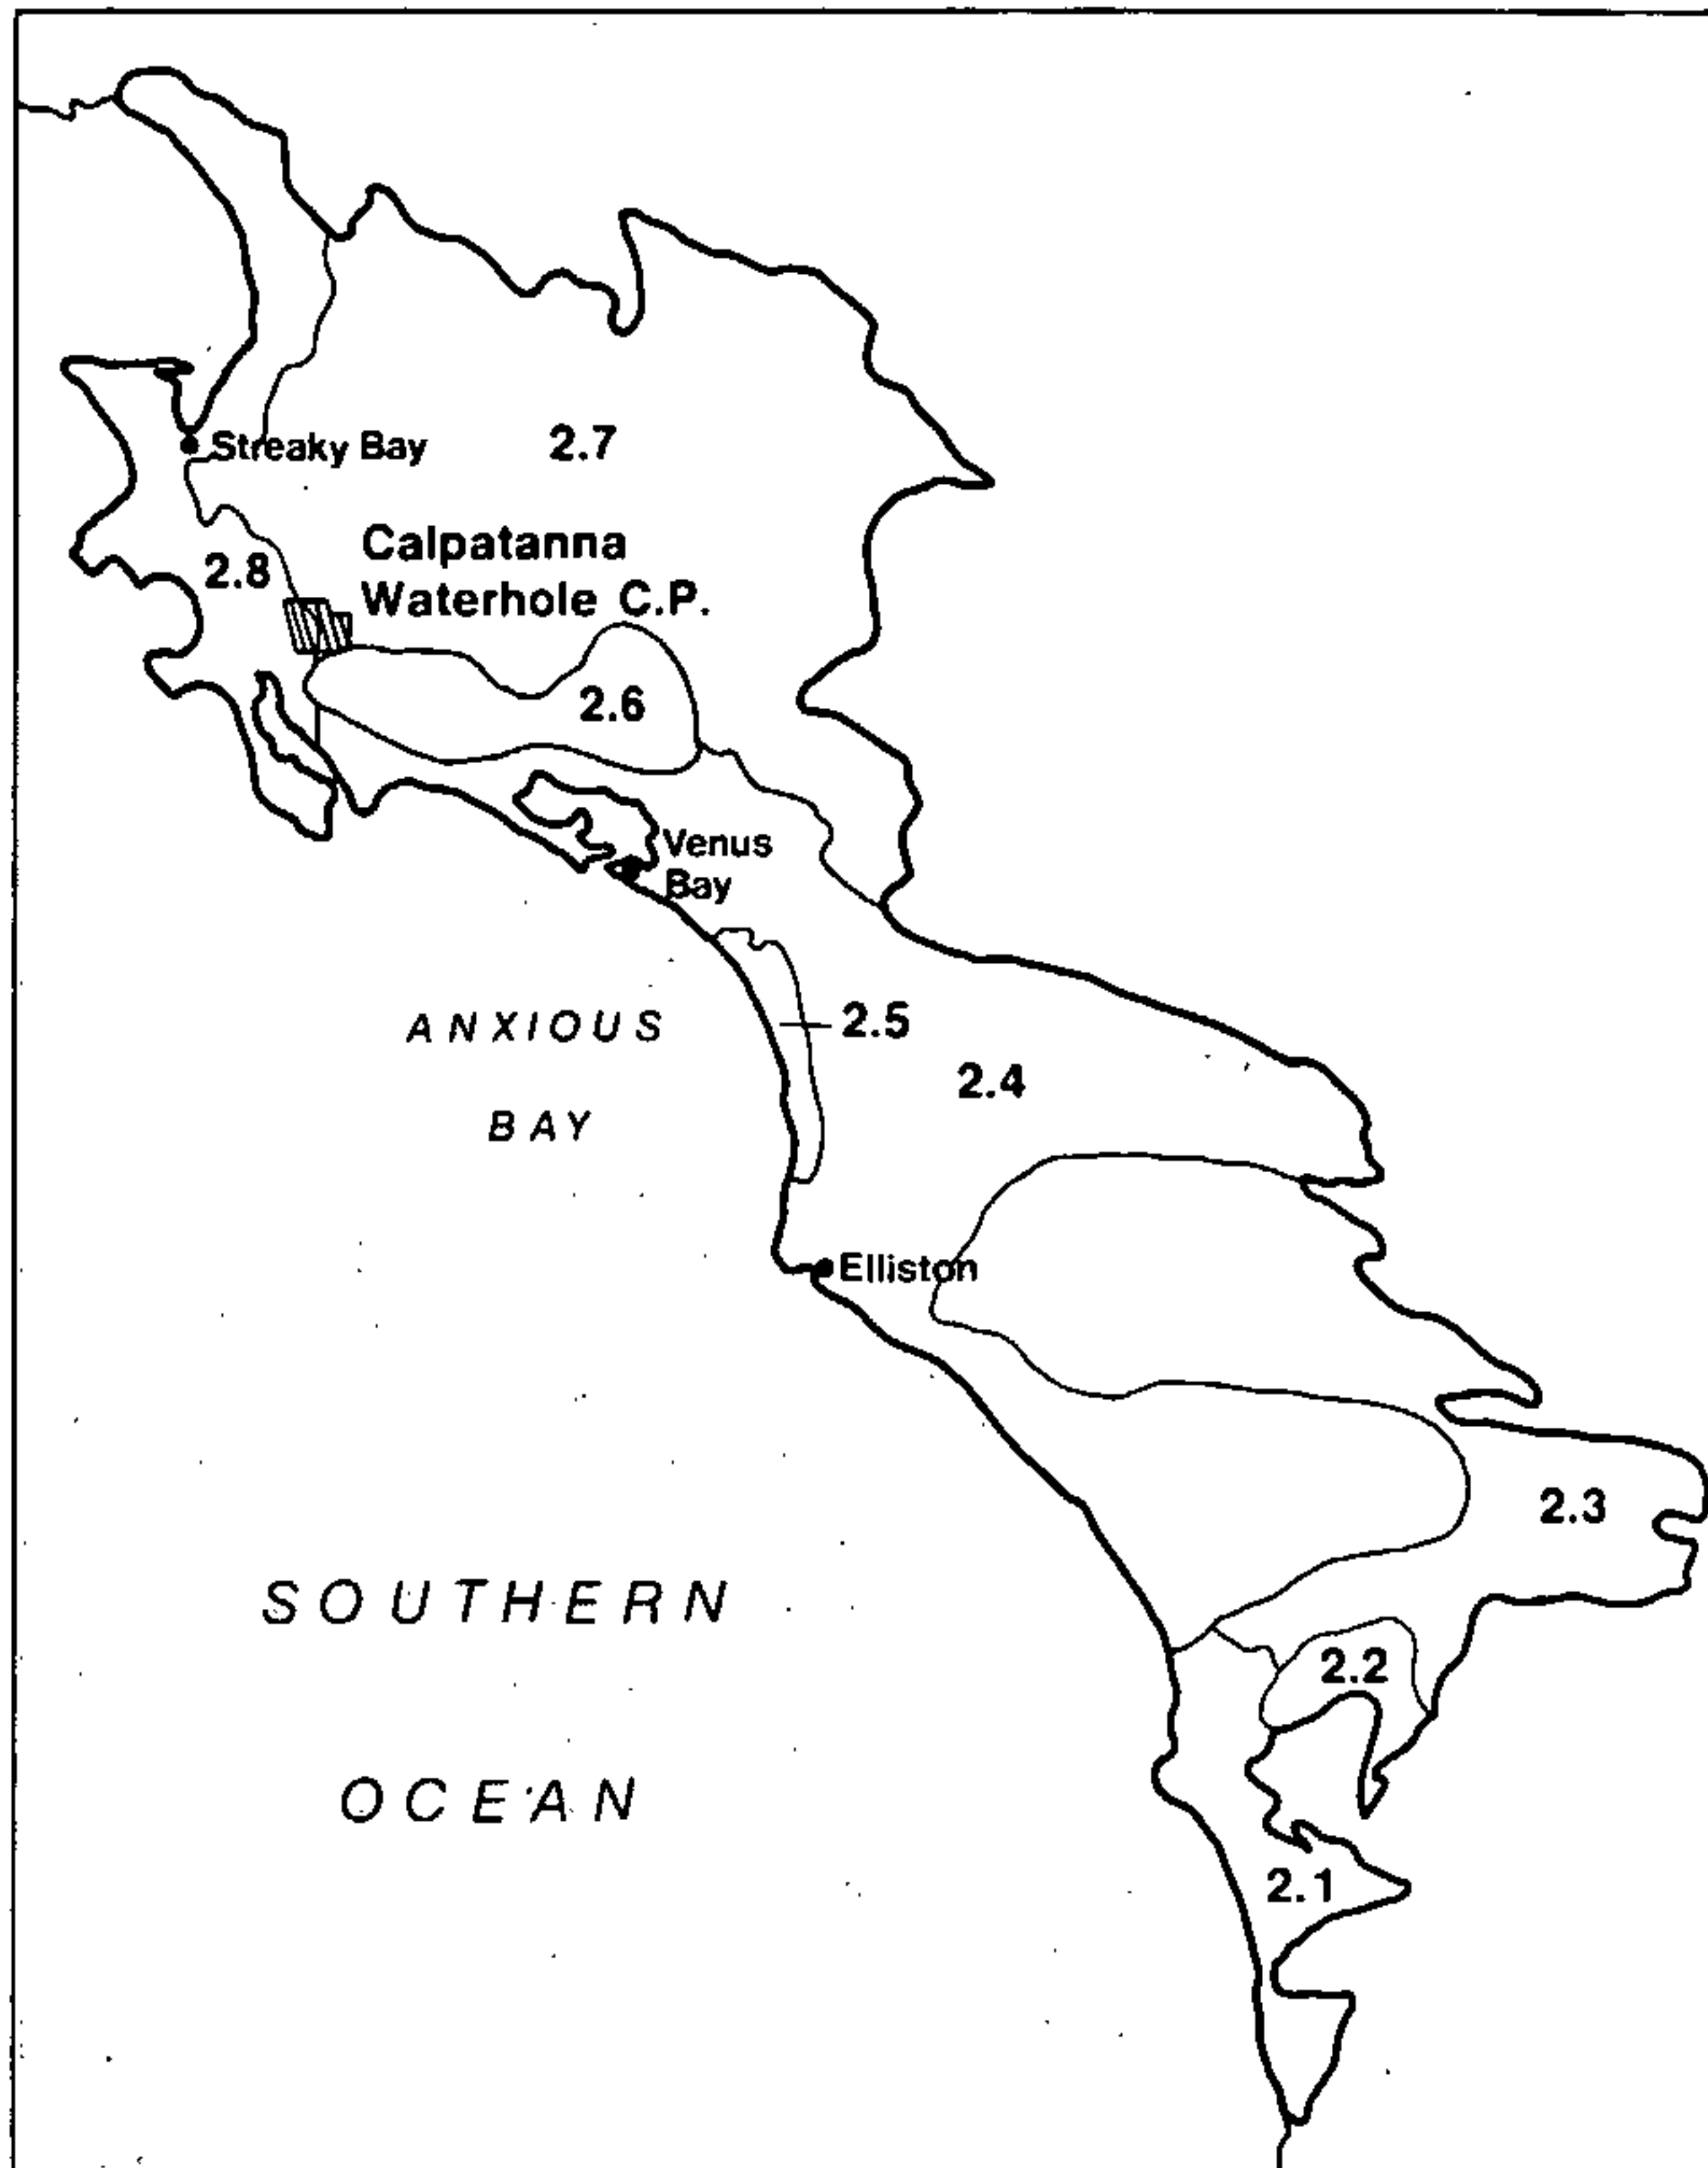 Streaky Bay
2.7
Calpatanna
Waterhole C.P.
2.8
2.6
Venus
Bay
ANXIOUS
BAY
2.5
2.4
Elliston
2.3
SOUTHERN
OCEAN
2.2
2.1